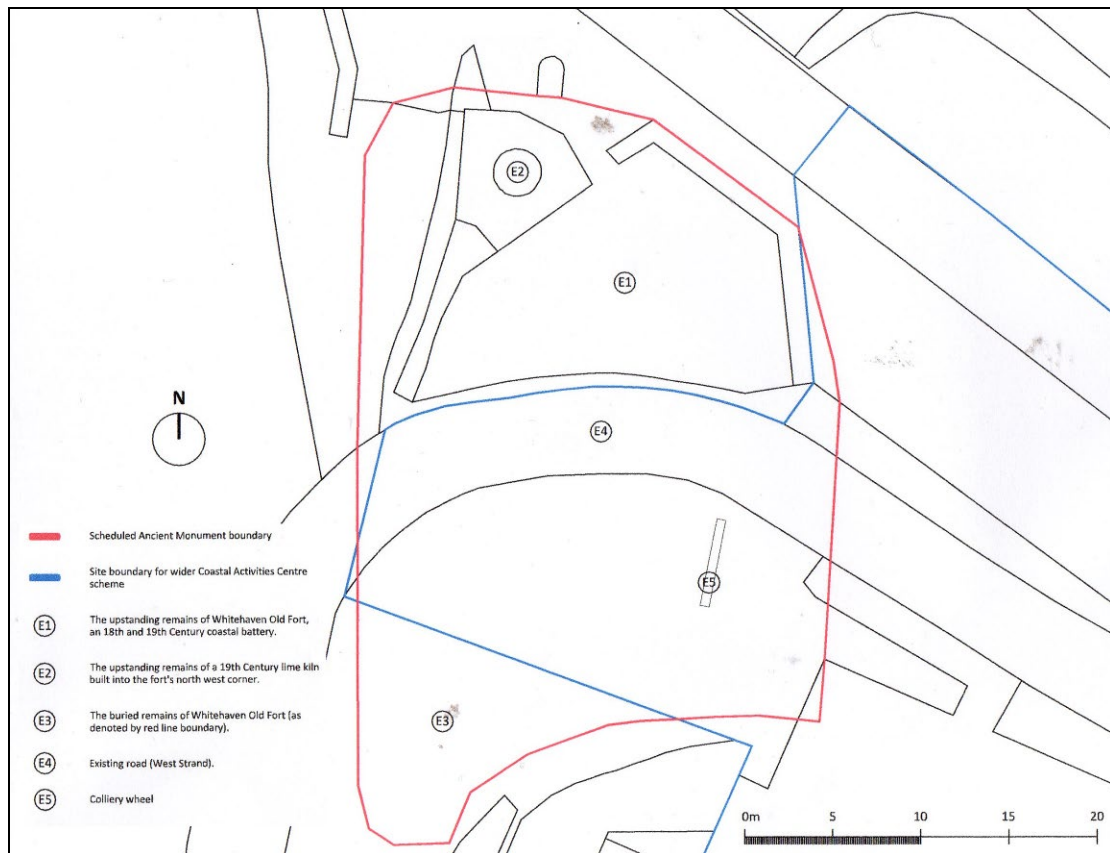 E2
E1
N
E4
Scheduled Ancient Monument boundary
Site boundary for wider Coastal Activities Centre
scheme
E5
E1 The upstanding remains of Whitehaven Old Fort,
an 18th and 19th Century coastal battery.
E2 The upstanding remains of a 19th Century lime kiln
built into the fort's north west corner.
E3
E3 The buried remains of Whitehaven Old Fort (as
denoted by red line boundary).
E4 Existing road (West Strand).
E5 Colliery wheel
0m 5 10 15 20